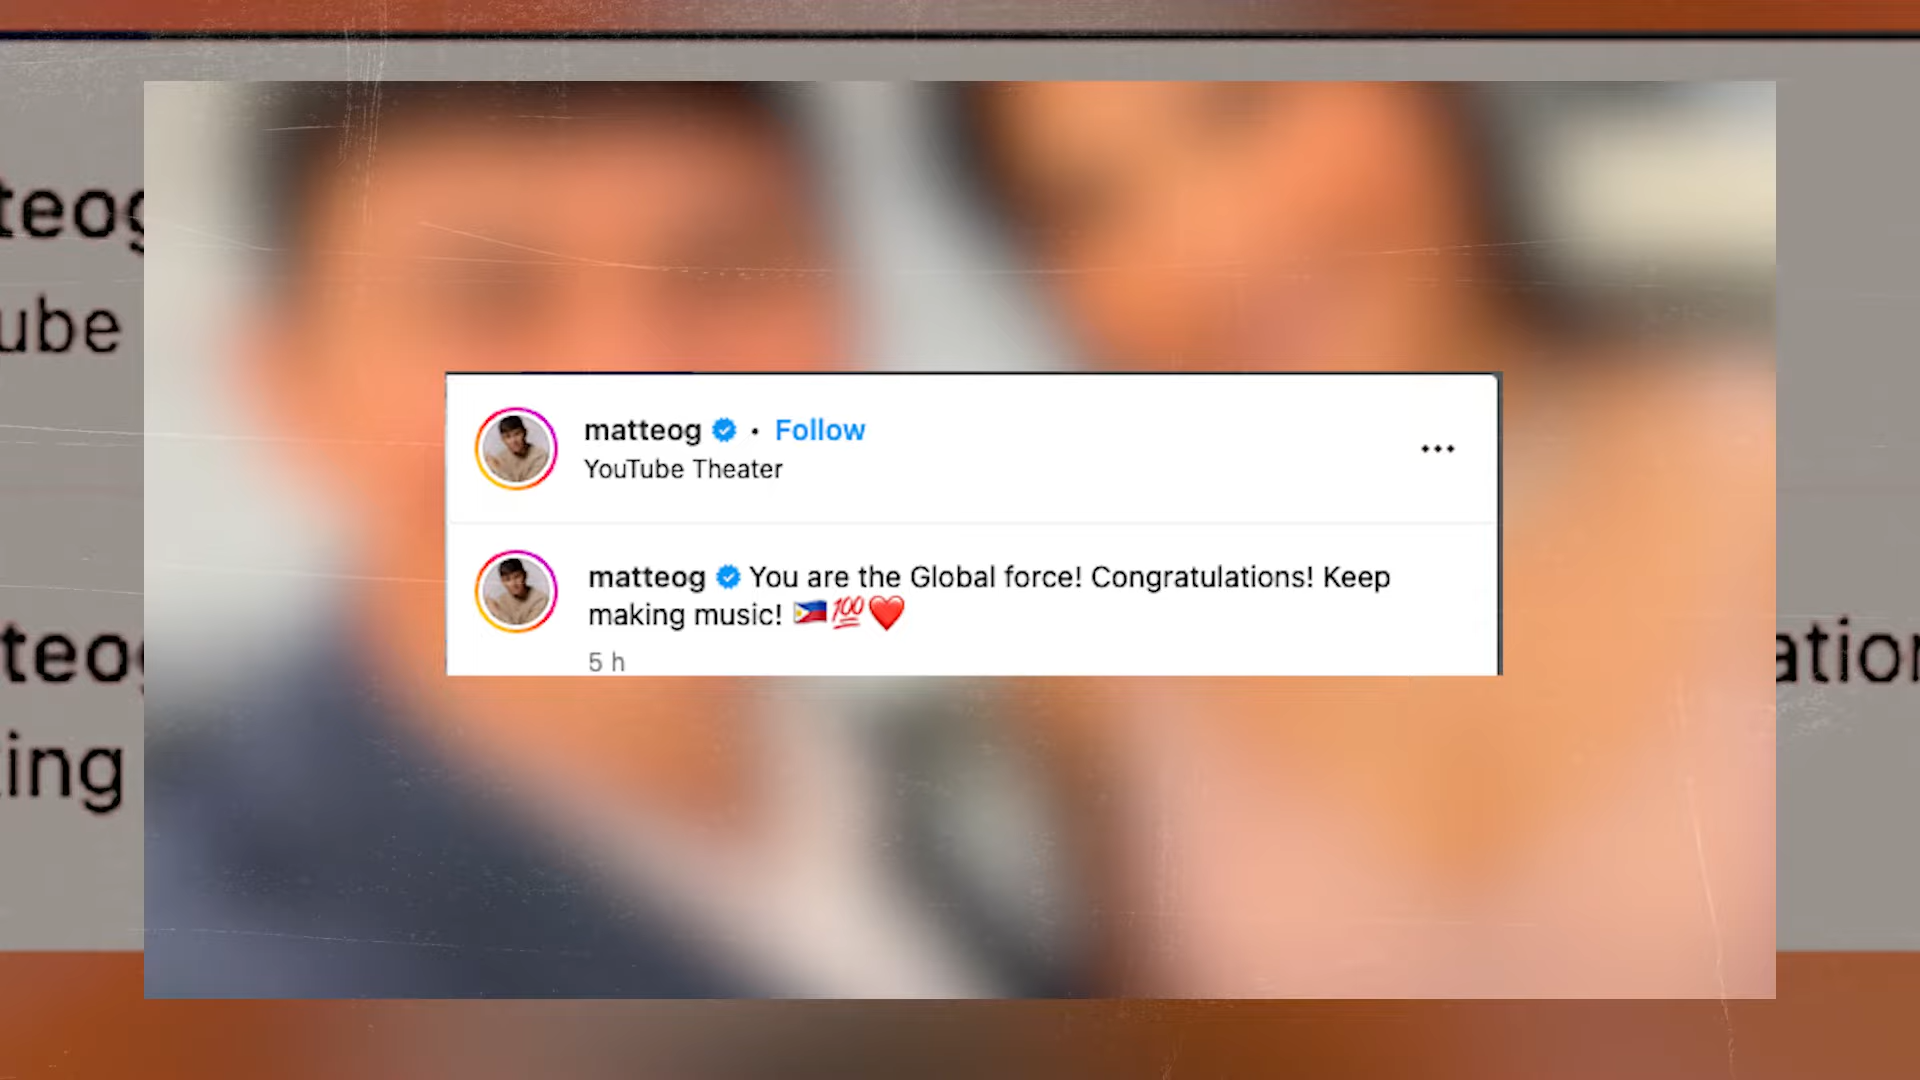 matteog • Follow
YouTube Theater
matteog You are the Global force! Congratulations! Keep
making music! 🇵🇭💯❤️
5 h